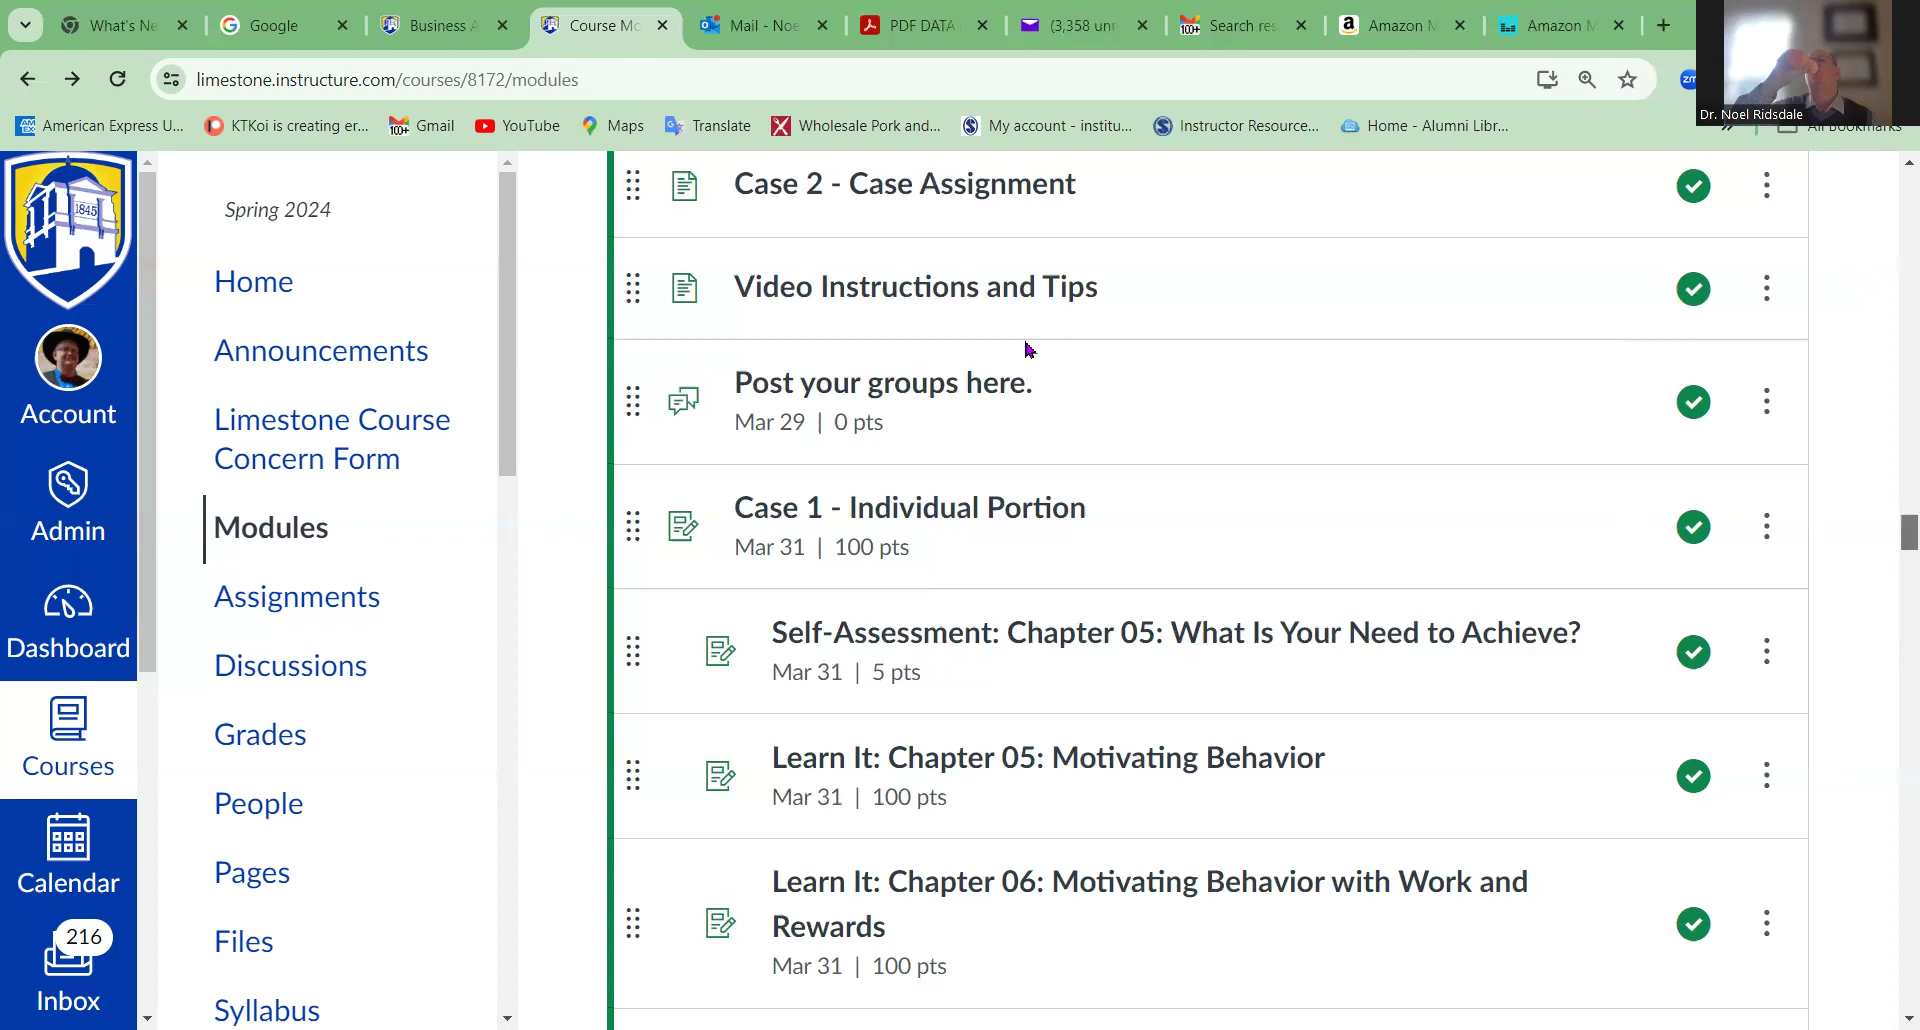 What's Ne
Google
Business A
Course Mo
Mail - Noe
PDF DATA
(3,358 unr
Search res
Amazon M
Amazon M
limestone.instructure.com/courses/8172/modules
zm
Dr. Noel Ridsdale
American Express U...
KTKoi is creating er...
Gmail
YouTube
Maps
Translate
Wholesale Pork and...
My account - institu...
Instructor Resource...
Home - Alumni Libr...
All Bookmarks
1845
Account
Admin
Dashboard
Courses
Calendar
216
Inbox
Spring 2024
Home
Announcements
Limestone Course
Concern Form
Modules
Assignments
Discussions
Grades
People
Pages
Files
Syllabus
Case 2 - Case Assignment
Video Instructions and Tips
Post your groups here.
Mar 29 | 0 pts
Case 1 - Individual Portion
Mar 31 | 100 pts
Self-Assessment: Chapter 05: What Is Your Need to Achieve?
Mar 31 | 5 pts
Learn It: Chapter 05: Motivating Behavior
Mar 31 | 100 pts
Learn It: Chapter 06: Motivating Behavior with Work and
Rewards
Mar 31 | 100 pts